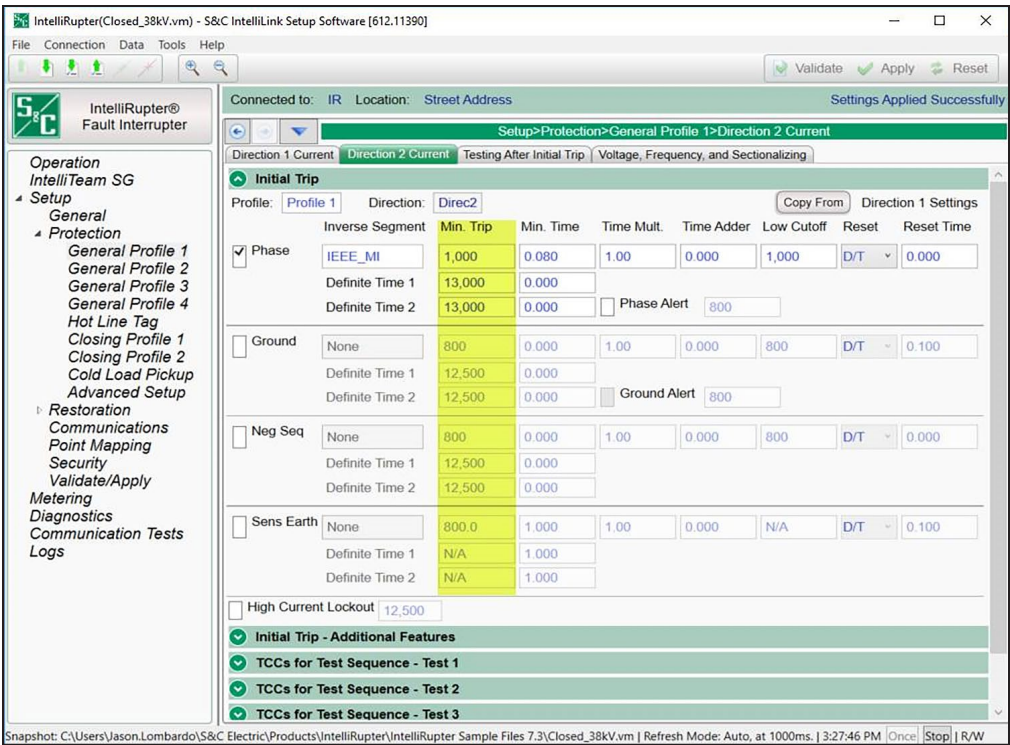 IntelliRupter(Closed_38kV.vm) - S&C IntelliLink Setup Software [612.11390]
File Connection Data Tools Help
Validate Apply Reset
S&C
IntelliRupter®
Fault Interrupter
Connected to: IR Location: Street Address Settings Applied Successfully
Setup>Protection>General Profile 1>Direction 2 Current
Direction 1 Current Direction 2 Current Testing After Initial Trip Voltage, Frequency, and Sectionalizing
Operation
IntelliTeam SG
Setup
General
Protection
General Profile 1
General Profile 2
General Profile 3
General Profile 4
Hot Line Tag
Closing Profile 1
Closing Profile 2
Cold Load Pickup
Advanced Setup
Restoration
Communications
Point Mapping
Security
Validate/Apply
Metering
Diagnostics
Communication Tests
Logs
Initial Trip
Profile: Profile 1 Direction: Direc2 Copy From Direction 1 Settings
Inverse Segment Min. Trip Min. Time Time Mult. Time Adder Low Cutoff Reset Reset Time
Phase IEEE_MI 1,000 0.080 1.00 0.000 1,000 D/T 0.000
Definite Time 1 13,000 0.000
Definite Time 2 13,000 0.000 Phase Alert 800
Ground None 800 0.000 1.00 0.000 800 D/T 0.100
Definite Time 1 12,500 0.000
Definite Time 2 12,500 0.000 Ground Alert 800
Neg Seq None 800 0.000 1.00 0.000 800 D/T 0.000
Definite Time 1 12,500 0.000
Definite Time 2 12,500 0.000
Sens Earth None 800.0 1.000 1.00 0.000 N/A D/T 0.100
Definite Time 1 N/A 1.000
Definite Time 2 N/A 1.000
High Current Lockout 12,500
Initial Trip - Additional Features
TCCs for Test Sequence - Test 1
TCCs for Test Sequence - Test 2
TCCs for Test Sequence - Test 3
Snapshot: C:\Users\Jason.Lombardo\S&C Electric\Products\IntelliRupter\IntelliRupter Sample Files 7.3\Closed_38kV.vm | Refresh Mode: Auto, at 1000ms. | 3:27:46 PM Once Stop | R/W